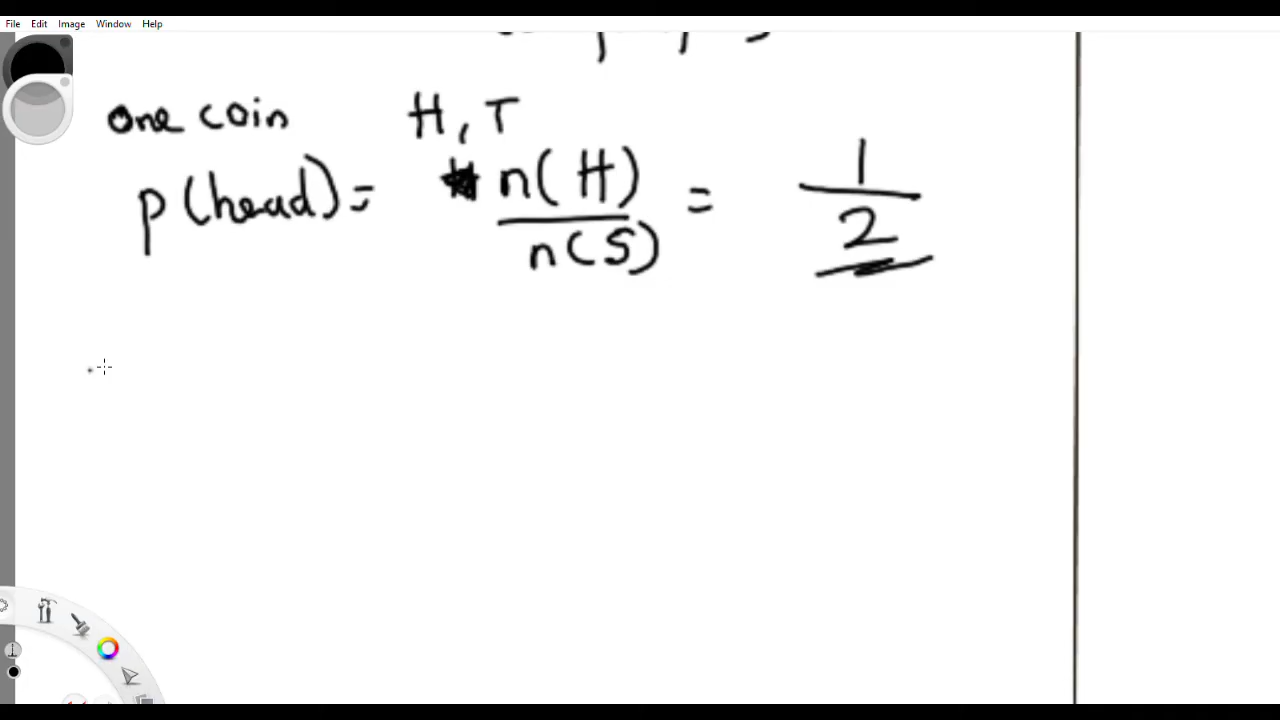 File Edit Image Window Help
one coin H, T
p(head) = n(H) / n(S) = 1 / 2